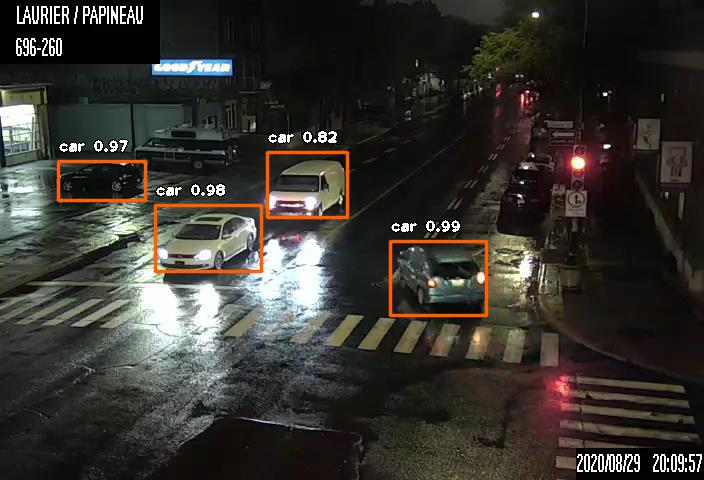 LAURIER / PAPINEAU
696-260
GOODYEAR
car 0.97
car 0.82
car 0.98
car 0.99
2020/08/29 20:09:57